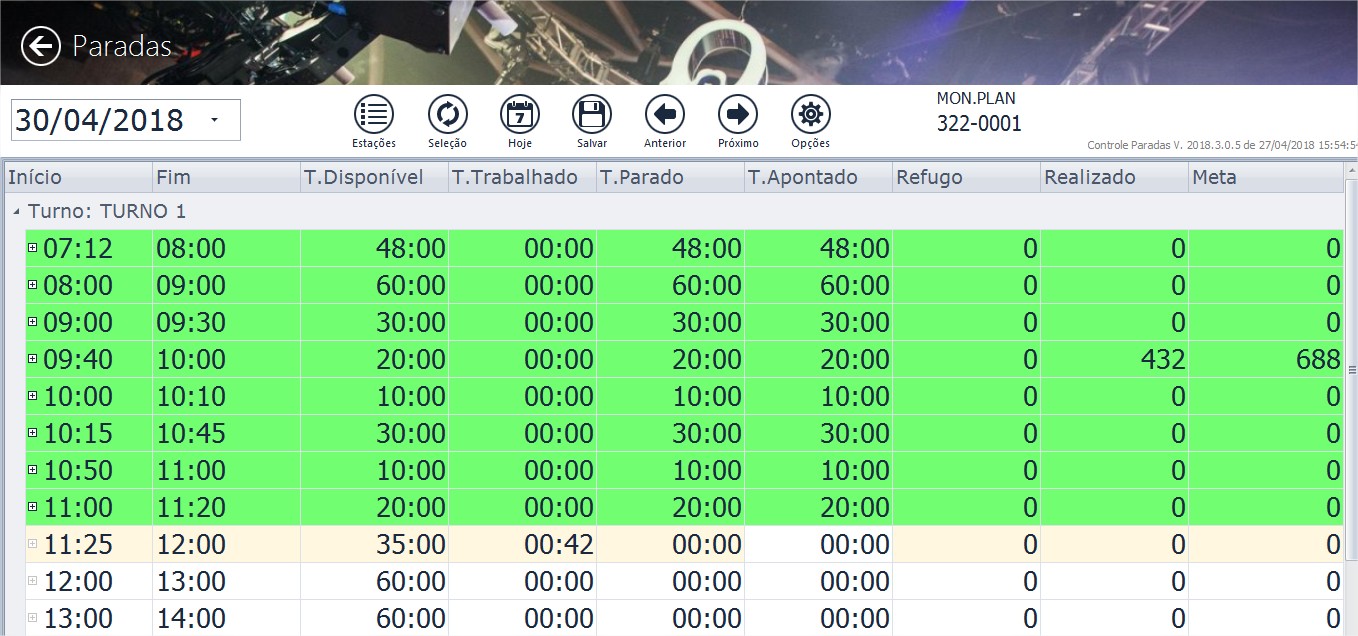 Paradas
30/04/2018
7
Estações Seleção Hoje Salvar Anterior Próximo Opções
MON.PLAN
322-0001
Controle Paradas V. 2018.3.0.5 de 27/04/2018 15:54:54
Início Fim T.Disponível T.Trabalhado T.Parado T.Apontado Refugo Realizado Meta
Turno: TURNO 1
07:12 08:00 48:00 00:00 48:00 48:00 0 0 0
08:00 09:00 60:00 00:00 60:00 60:00 0 0 0
09:00 09:30 30:00 00:00 30:00 30:00 0 0 0
09:40 10:00 20:00 00:00 20:00 20:00 0 432 688
10:00 10:10 10:00 00:00 10:00 10:00 0 0 0
10:15 10:45 30:00 00:00 30:00 30:00 0 0 0
10:50 11:00 10:00 00:00 10:00 10:00 0 0 0
11:00 11:20 20:00 00:00 20:00 20:00 0 0 0
11:25 12:00 35:00 00:42 00:00 00:00 0 0 0
12:00 13:00 60:00 00:00 00:00 00:00 0 0 0
13:00 14:00 60:00 00:00 00:00 00:00 0 0 0